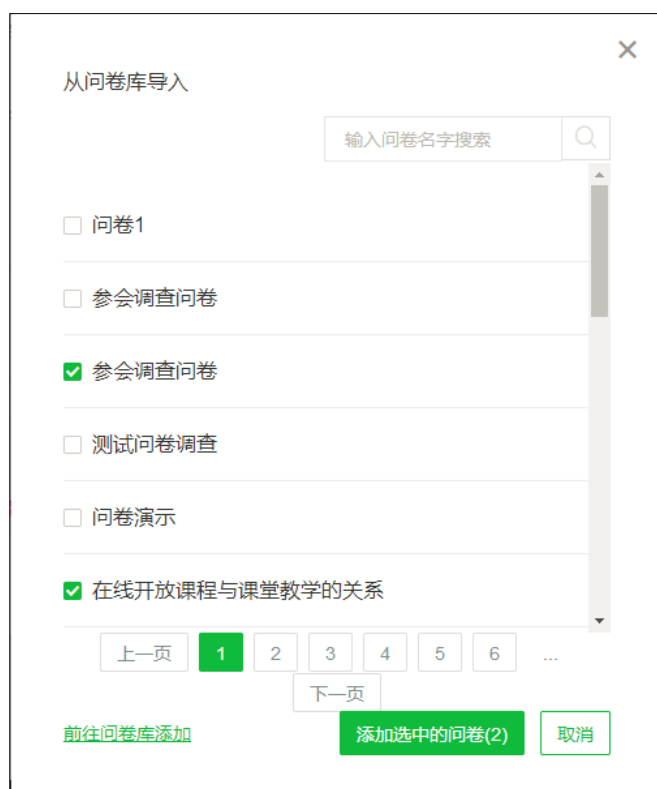 从问卷库导入
输入问卷名字搜索
问卷1
参会调查问卷
参会调查问卷
测试问卷调查
问卷演示
在线开放课程与课堂教学的关系
上一页 1 2 3 4 5 6 ...
下一页
前往问卷库添加 添加选中的问卷(2) 取消